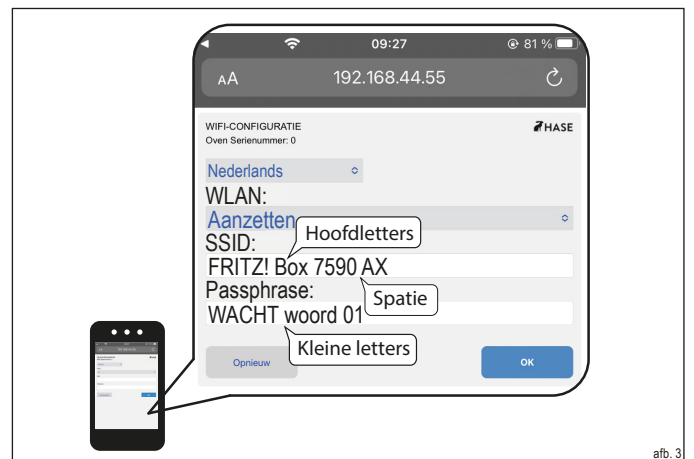 09:27
81 %
AA
192.168.44.55
WIFI-CONFIGURATIE
HASE
Oven Serienummer: 0
Nederlands
WLAN:
Aanzetten
Hoofdletters
SSID:
FRITZ! Box 7590 AX
Passphrase:
Spatie
WACHT woord 01
Kleine letters
Opnieuw
OK
afb. 3